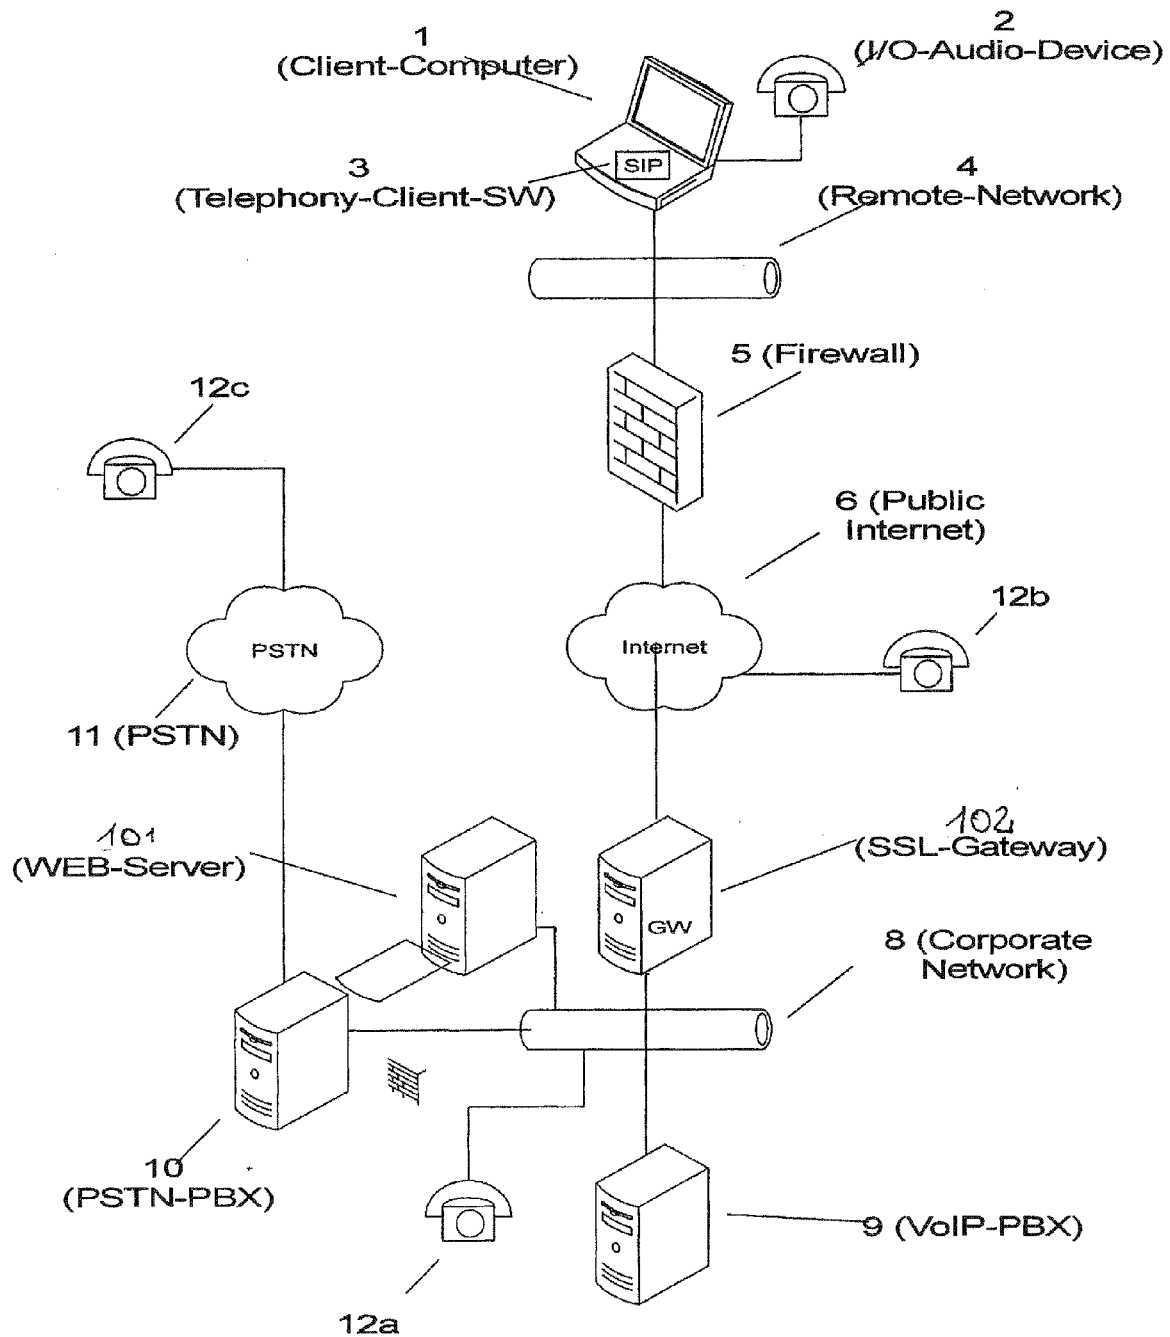 1
(Client-Computer)
2
(I/O-Audio-Device)
SIP
3
(Telephony-Client-SW)
4
(Remote-Network)
5 (Firewall)
12c
6 (Public
Internet)
12b
PSTN
Internet
11 (PSTN)
101
(WEB-Server)
102
(SSL-Gateway)
GW
8 (Corporate
Network)
10
(PSTN-PBX)
9 (VoIP-PBX)
12a